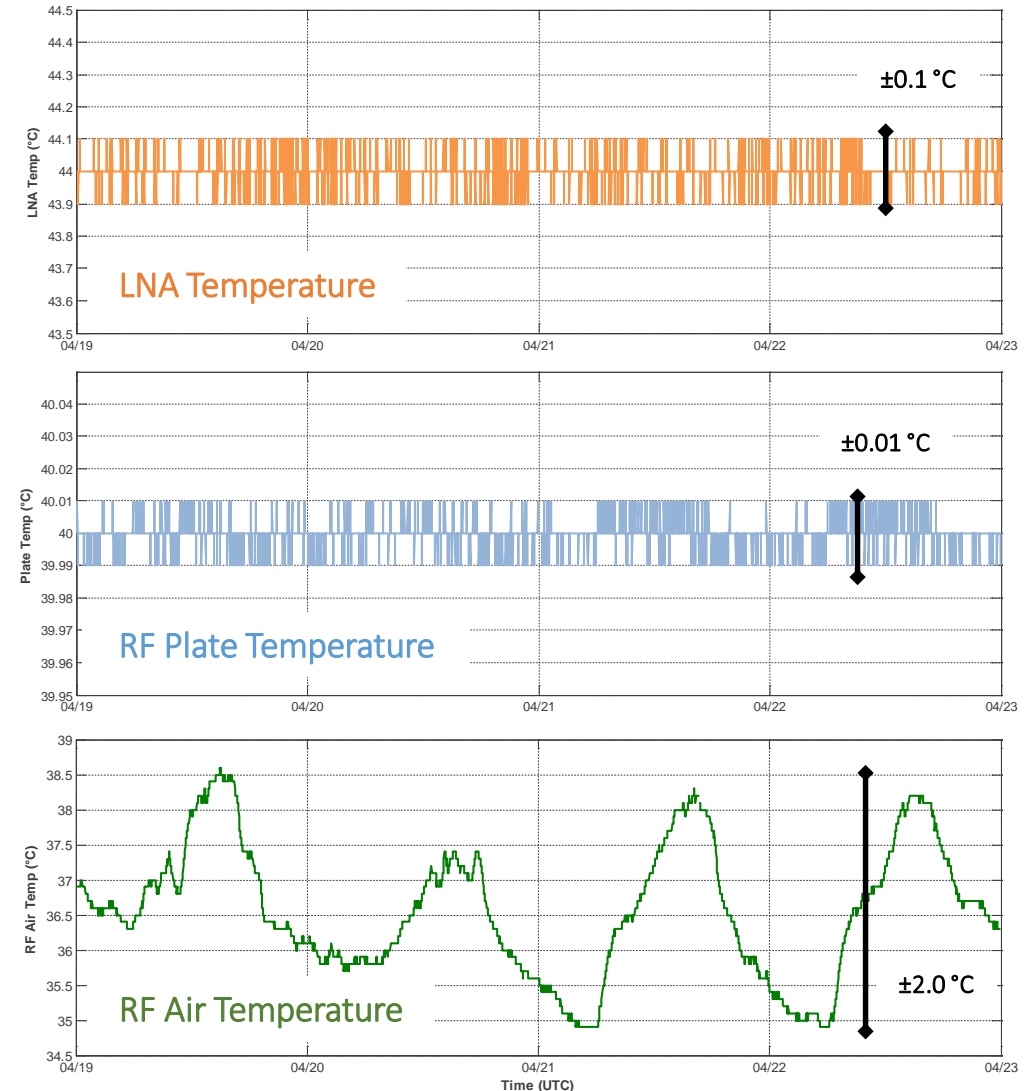 44.5
44.4
44.3
44.2
44.1
44
43.9
43.8
43.7
43.6
43.5
LNA Temp (°C)
±0.1 °C
LNA Temperature
04/19 04/20 04/21 04/22 04/23
40.04
40.03
40.02
40.01
40
39.99
39.98
39.97
39.96
39.95
Plate Temp (°C)
±0.01 °C
RF Plate Temperature
04/19 04/20 04/21 04/22 04/23
39
38.5
38
37.5
37
36.5
36
35.5
35
34.5
RF Air Temp (°C)
±2.0 °C
RF Air Temperature
04/19 04/20 04/21 04/22 04/23
Time (UTC)